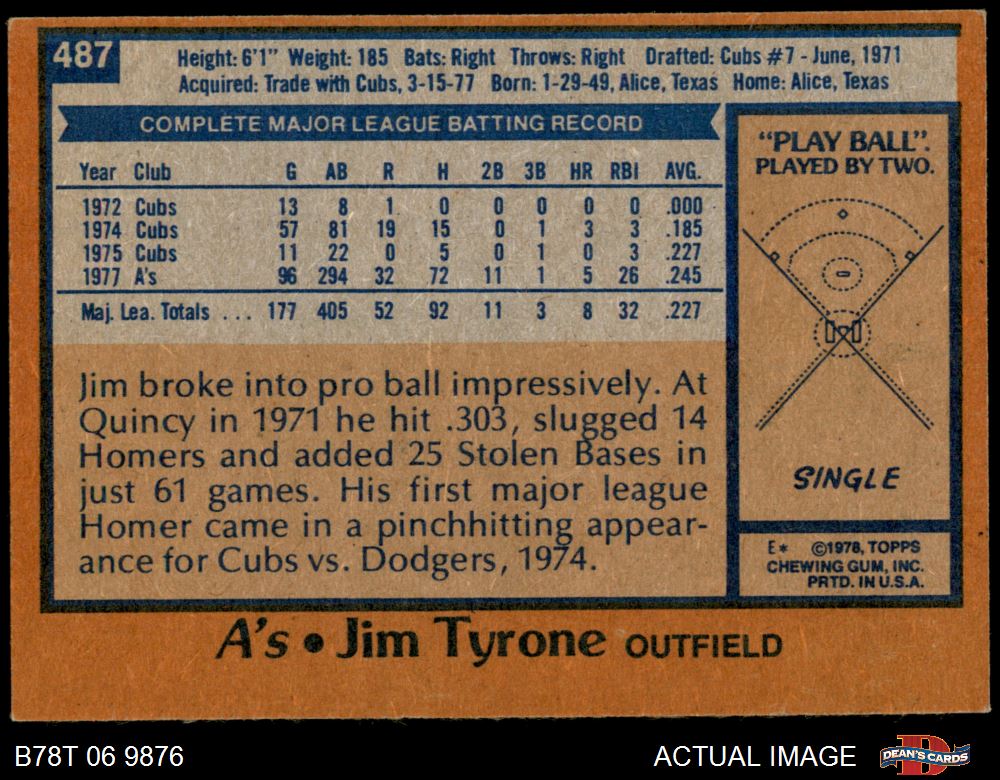 487
Height: 6'1" Weight: 185 Bats: Right Throws: Right Drafted: Cubs #7 - June, 1971
Acquired: Trade with Cubs, 3-15-77 Born: 1-29-49, Alice, Texas Home: Alice, Texas
COMPLETE MAJOR LEAGUE BATTING RECORD
Year Club G AB R H 2B 3B HR RBI AVG.
1972 Cubs 13 8 1 0 0 0 0 0 .000
1974 Cubs 57 81 19 15 0 1 3 3 .185
1975 Cubs 11 22 0 5 0 1 0 3 .227
1977 A's 96 294 32 72 11 1 5 26 .245
Maj. Lea. Totals . . . 177 405 52 92 11 3 8 32 .227
Jim broke into pro ball impressively. At
Quincy in 1971 he hit .303, slugged 14
Homers and added 25 Stolen Bases in
just 61 games. His first major league
Homer came in a pinchhitting appear-
ance for Cubs vs. Dodgers, 1974.
"PLAY BALL".
PLAYED BY TWO.
SINGLE
E* ©1978, TOPPS
CHEWING GUM, INC.
PRTD. IN U.S.A.
A's • Jim Tyrone OUTFIELD
B78T 06 9876
ACTUAL IMAGE
DEAN'S CARDS